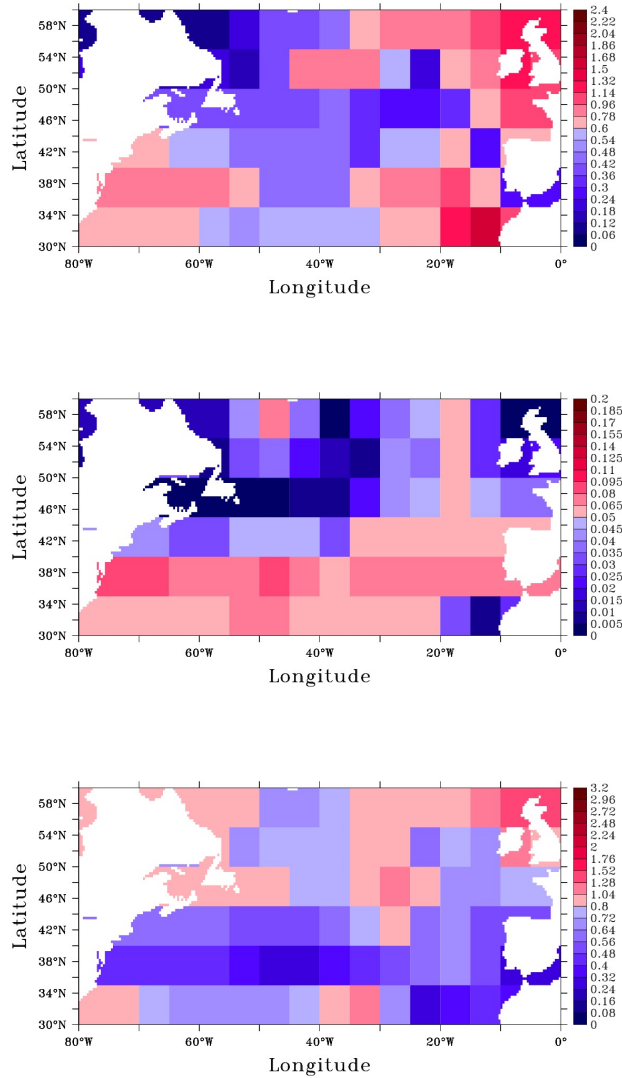 58°N
54°N
50°N
46°N
42°N
38°N
34°N
30°N
Latitude
80°W
60°W
40°W
20°W
0°
Longitude
2.4
2.22
2.04
1.86
1.68
1.5
1.32
1.14
0.96
0.78
0.6
0.54
0.48
0.42
0.36
0.3
0.24
0.18
0.12
0.06
0
58°N
54°N
50°N
46°N
42°N
38°N
34°N
30°N
Latitude
80°W
60°W
40°W
20°W
0°
Longitude
0.2
0.185
0.17
0.155
0.14
0.125
0.11
0.095
0.08
0.065
0.05
0.045
0.04
0.035
0.03
0.025
0.02
0.015
0.01
0.005
0
58°N
54°N
50°N
46°N
42°N
38°N
34°N
30°N
Latitude
80°W
60°W
40°W
20°W
0°
Longitude
3.2
2.96
2.72
2.48
2.24
2
1.76
1.52
1.28
1.04
0.8
0.72
0.64
0.56
0.48
0.4
0.32
0.24
0.16
0.08
0